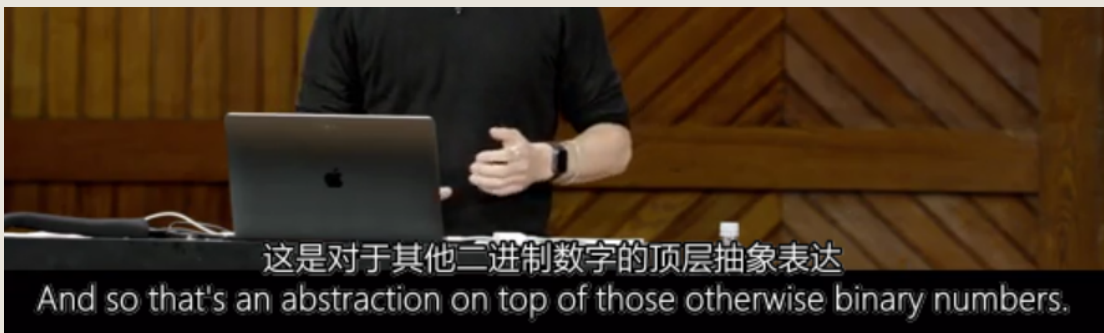 这是对于其他二进制数字的顶层抽象表达
And so that's an abstraction on top of those otherwise binary numbers.